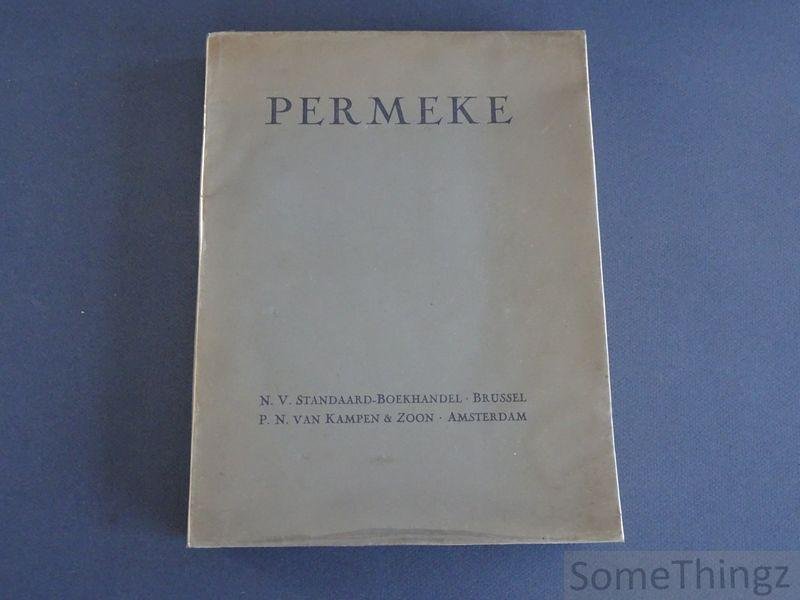 PERMEKE
N. V. STANDAARD-BOEKHANDEL · BRUSSEL
P. N. VAN KAMPEN & ZOON · AMSTERDAM
SomeThingz